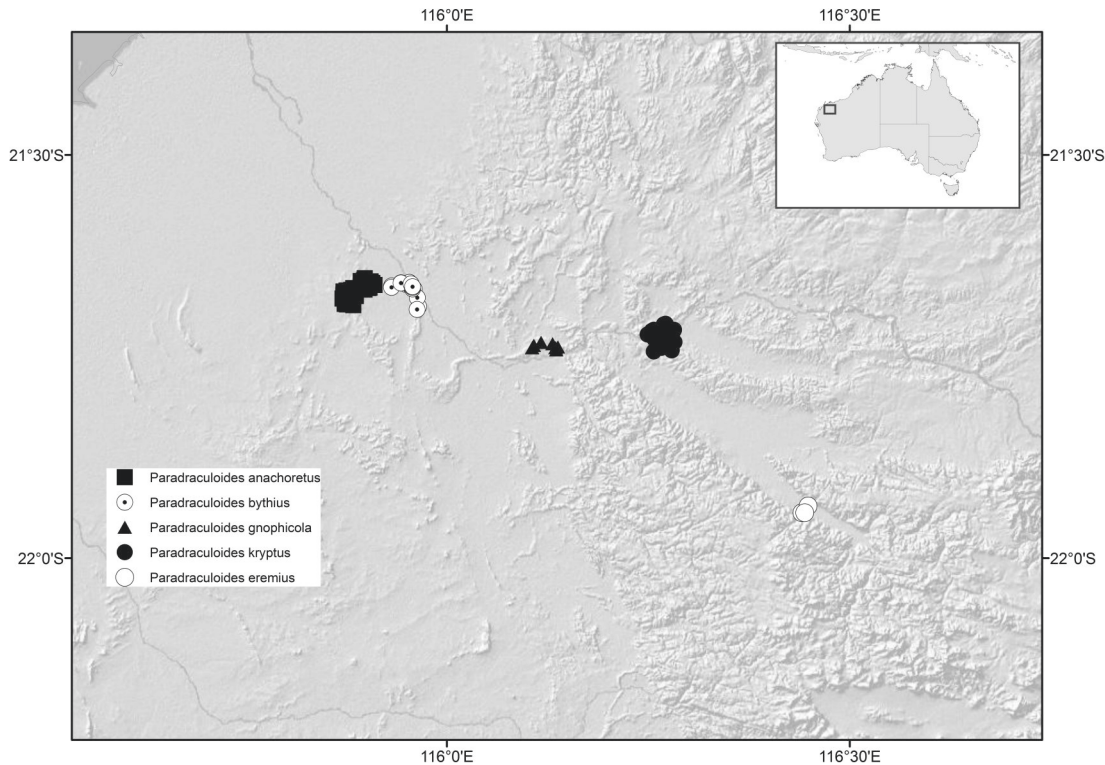 116°0'E 116°30'E
21°30'S 21°30'S
Paradraculoides anachoretus
Paradraculoides bythius
Paradraculoides gnophicola
Paradraculoides kryptus
Paradraculoides eremius
22°0'S 22°0'S
116°0'E 116°30'E